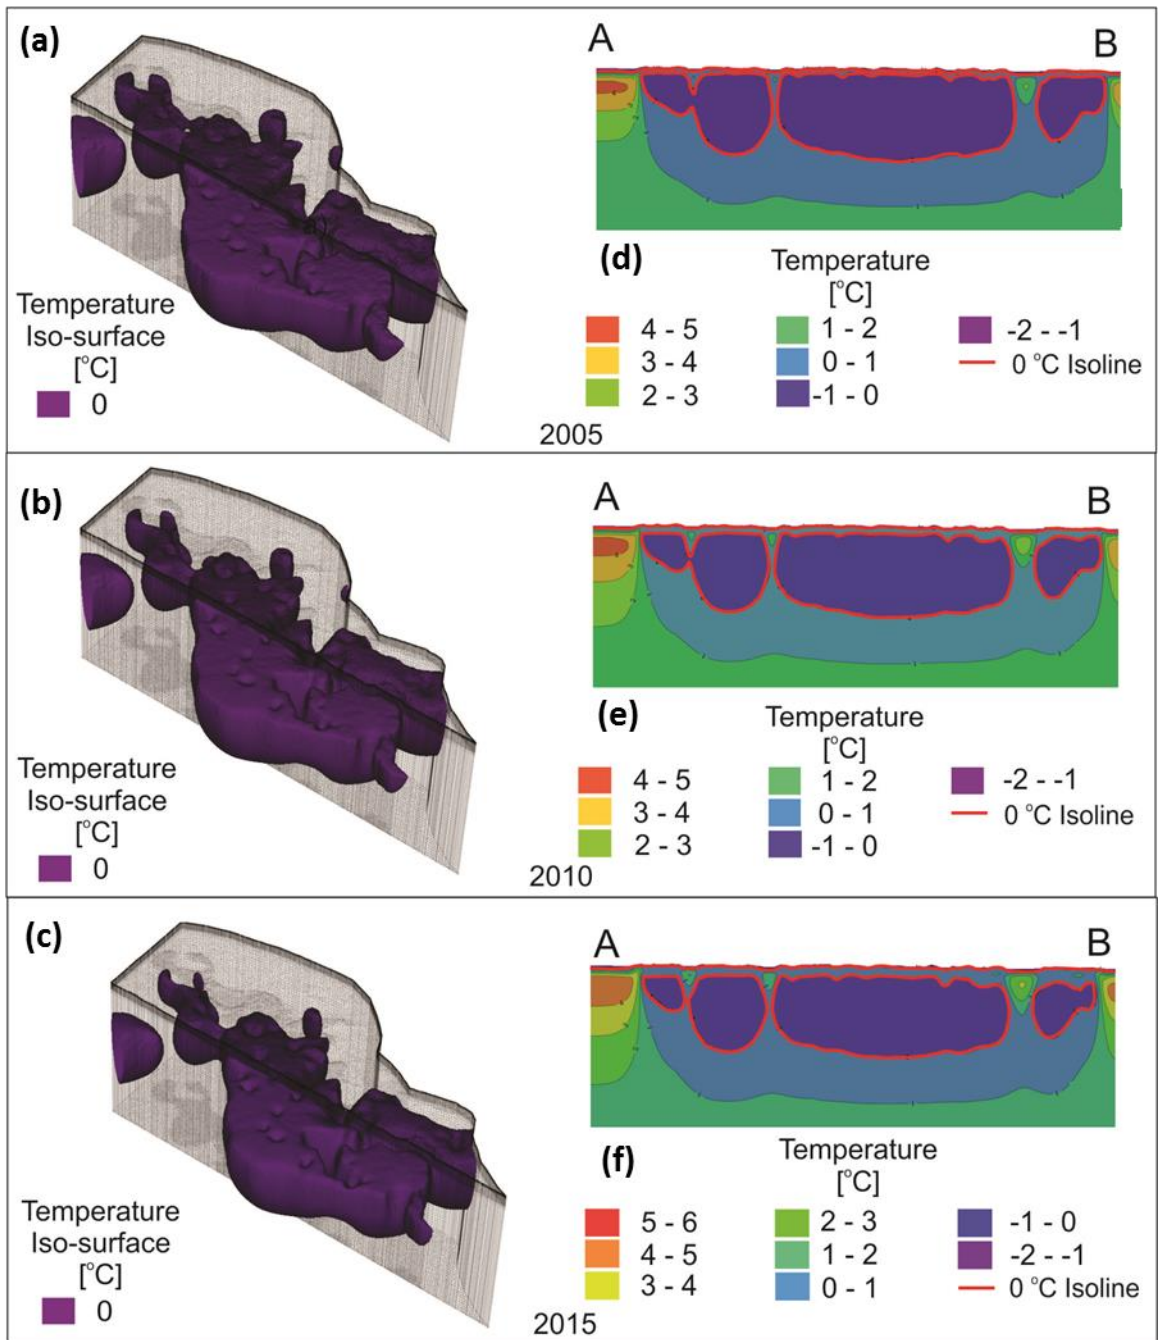 (a)
A
B
Temperature
Iso-surface
[°C]
0
(d)
Temperature
[°C]
4 - 5
3 - 4
2 - 3
1 - 2
0 - 1
-1 - 0
-2 - -1
0 °C Isoline
2005
(b)
A
B
Temperature
Iso-surface
[°C]
0
(e)
Temperature
[°C]
4 - 5
3 - 4
2 - 3
1 - 2
0 - 1
-1 - 0
-2 - -1
0 °C Isoline
2010
(c)
A
B
Temperature
Iso-surface
[°C]
0
(f)
Temperature
[°C]
5 - 6
4 - 5
3 - 4
2 - 3
1 - 2
0 - 1
-1 - 0
-2 - -1
0 °C Isoline
2015